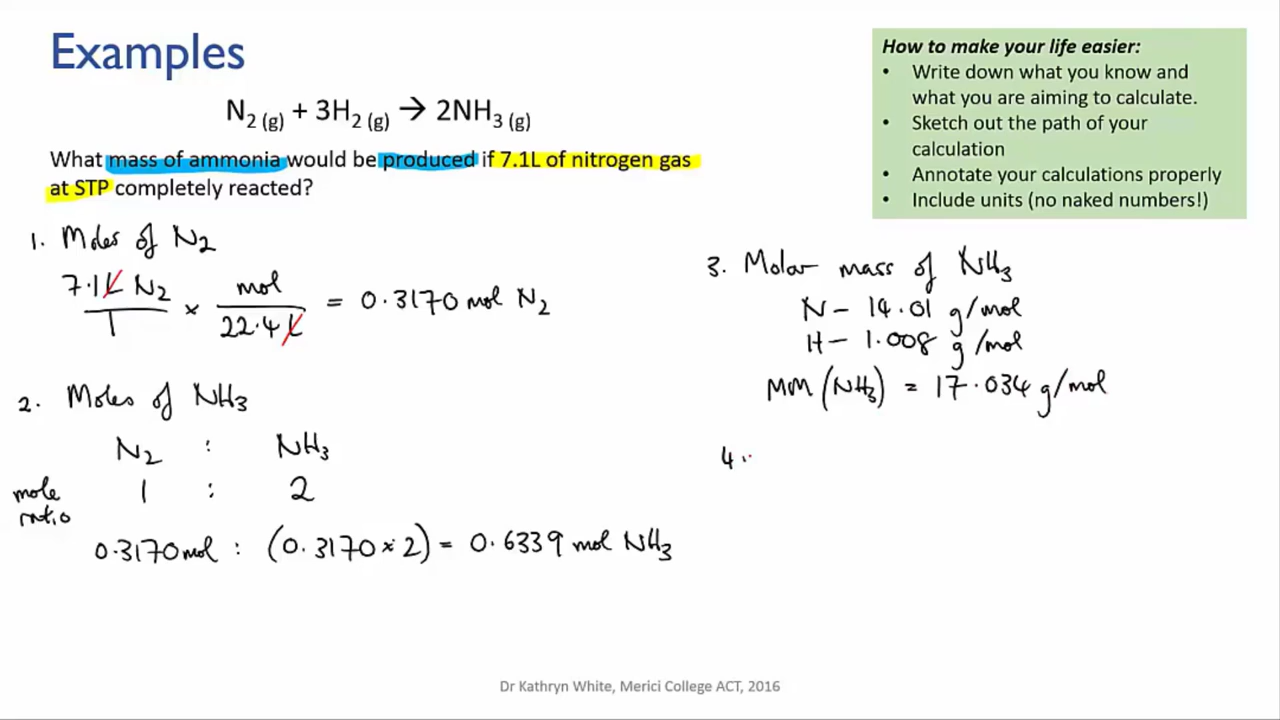 Examples
N2 (g) + 3H2 (g) → 2NH3 (g)
What mass of ammonia would be produced if 7.1L of nitrogen gas
at STP completely reacted?
How to make your life easier:
• Write down what you know and
what you are aiming to calculate.
• Sketch out the path of your
calculation
• Annotate your calculations properly
• Include units (no naked numbers!)
1. Moles of N2
7.1L N2 / 1 × mol / 22.4L = 0.3170 mol N2
2. Moles of NH3
N2 : NH3
mole ratio 1 : 2
0.3170mol : (0.3170 × 2) = 0.6339 mol NH3
3. Molar mass of NH3
N - 14.01 g/mol
H - 1.008 g/mol
MM (NH3) = 17.034 g/mol
4.
Dr Kathryn White, Merici College ACT, 2016